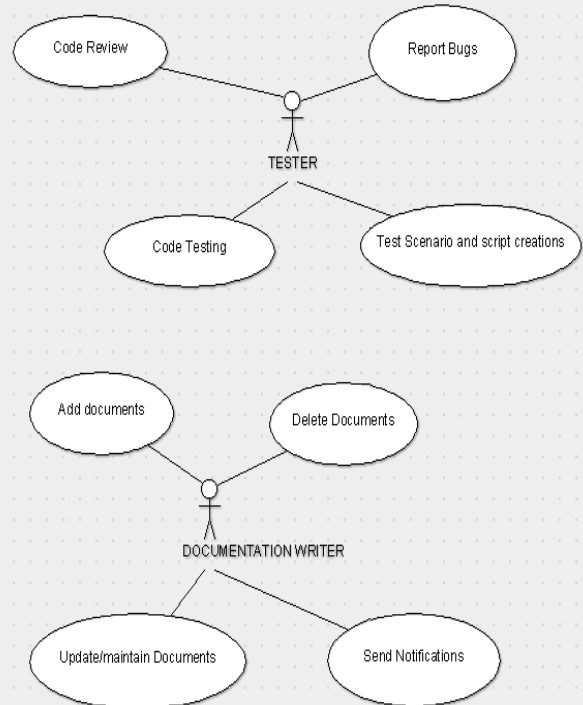 Code Review
Report Bugs
TESTER
Code Testing
Test Scenario and script creations
Add documents
Delete Documents
DOCUMENTATION WRITER
Update/maintain Documents
Send Notifications